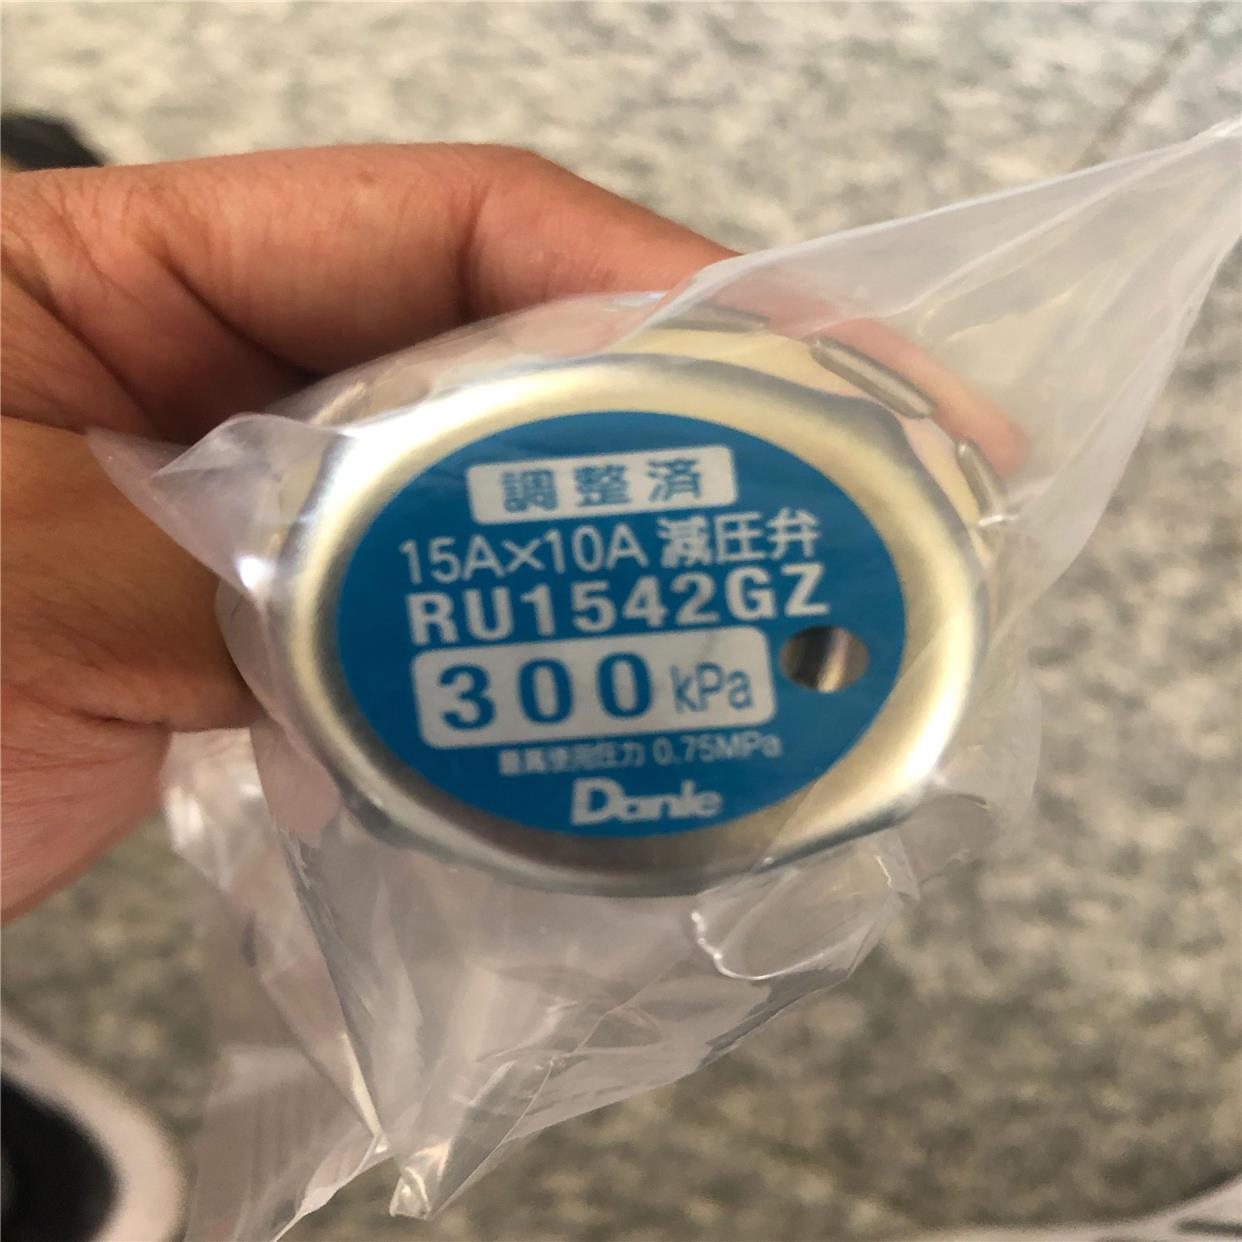 調整済
15A×10A 減圧弁
RU1542GZ
300 kPa
最高使用圧力 0.75MPa
Danle